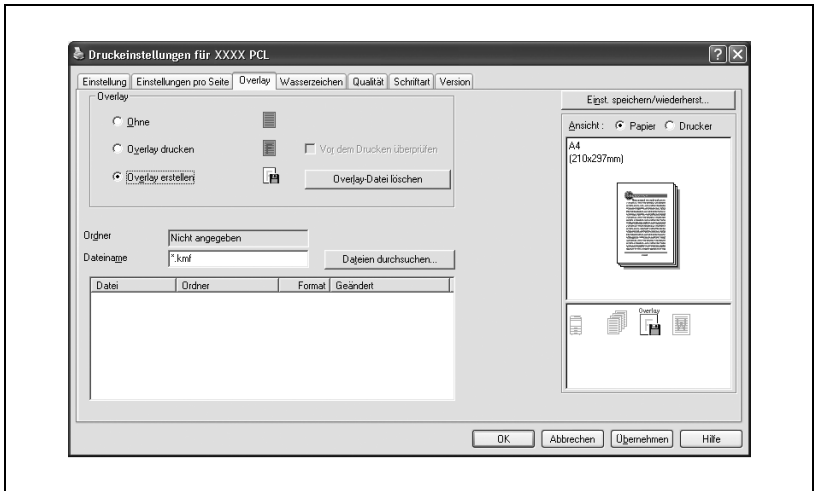 Druckeinstellungen für XXXX PCL
Einstellung Einstellungen pro Seite Overlay Wasserzeichen Qualität Schriftart Version
Overlay
Ohne
Overlay drucken
Vor dem Drucken überprüfen
Overlay erstellen
Overlay-Datei löschen
Ordner
Nicht angegeben
Dateiname
*.kmf
Dateien durchsuchen...
Datei Ordner Format Geändert
Einst. speichern/wiederherst...
Ansicht: Papier Drucker
A4
(210x297mm)
Overlay
OK Abbrechen Übernehmen Hilfe